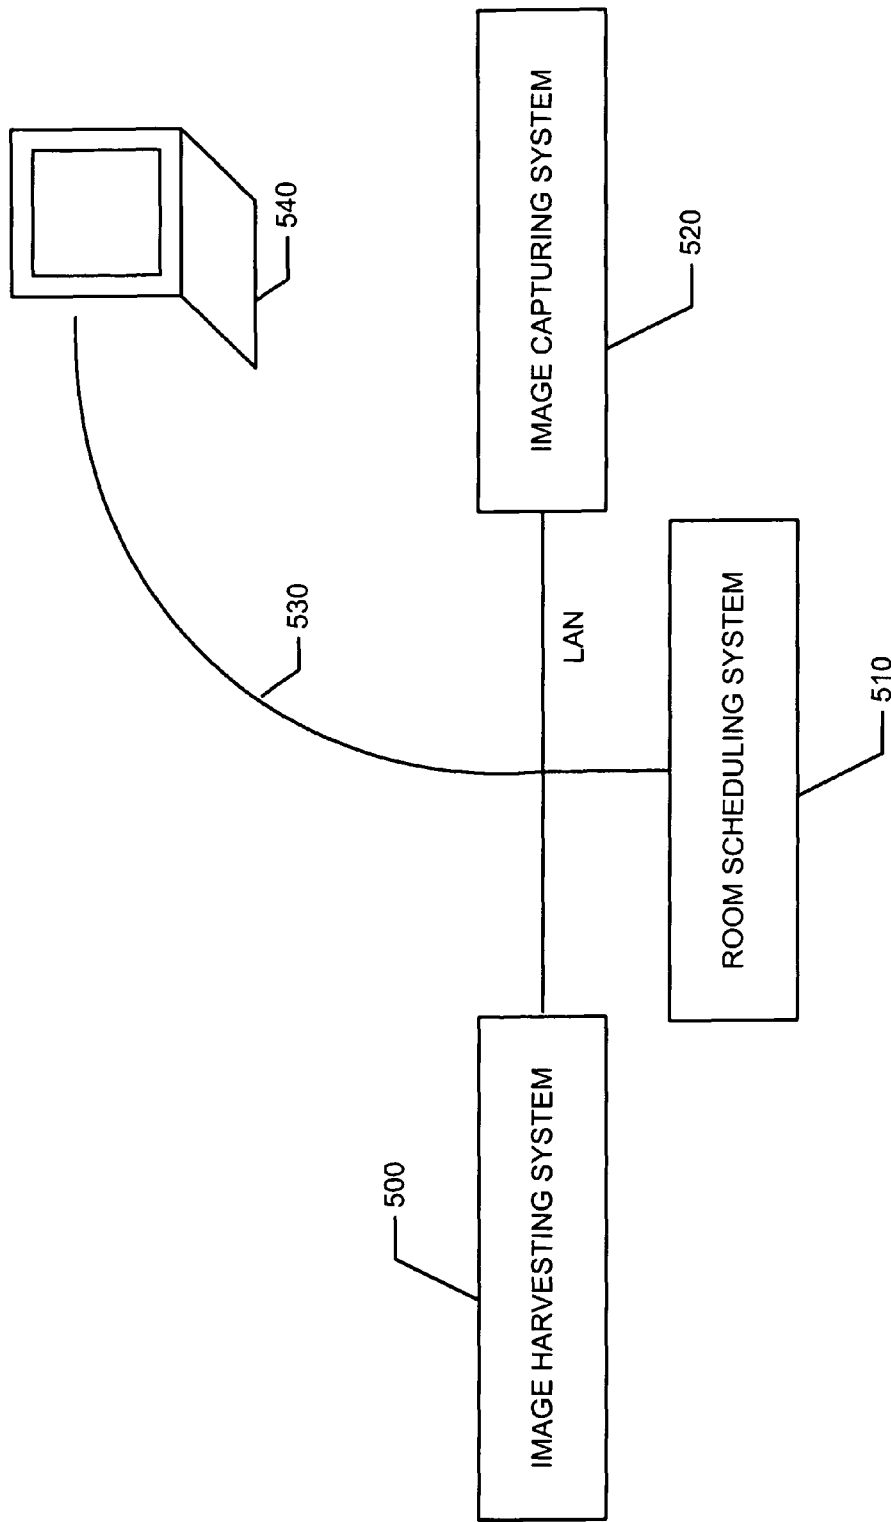 540
530
500
IMAGE HARVESTING SYSTEM
LAN
IMAGE CAPTURING SYSTEM
520
ROOM SCHEDULING SYSTEM
510